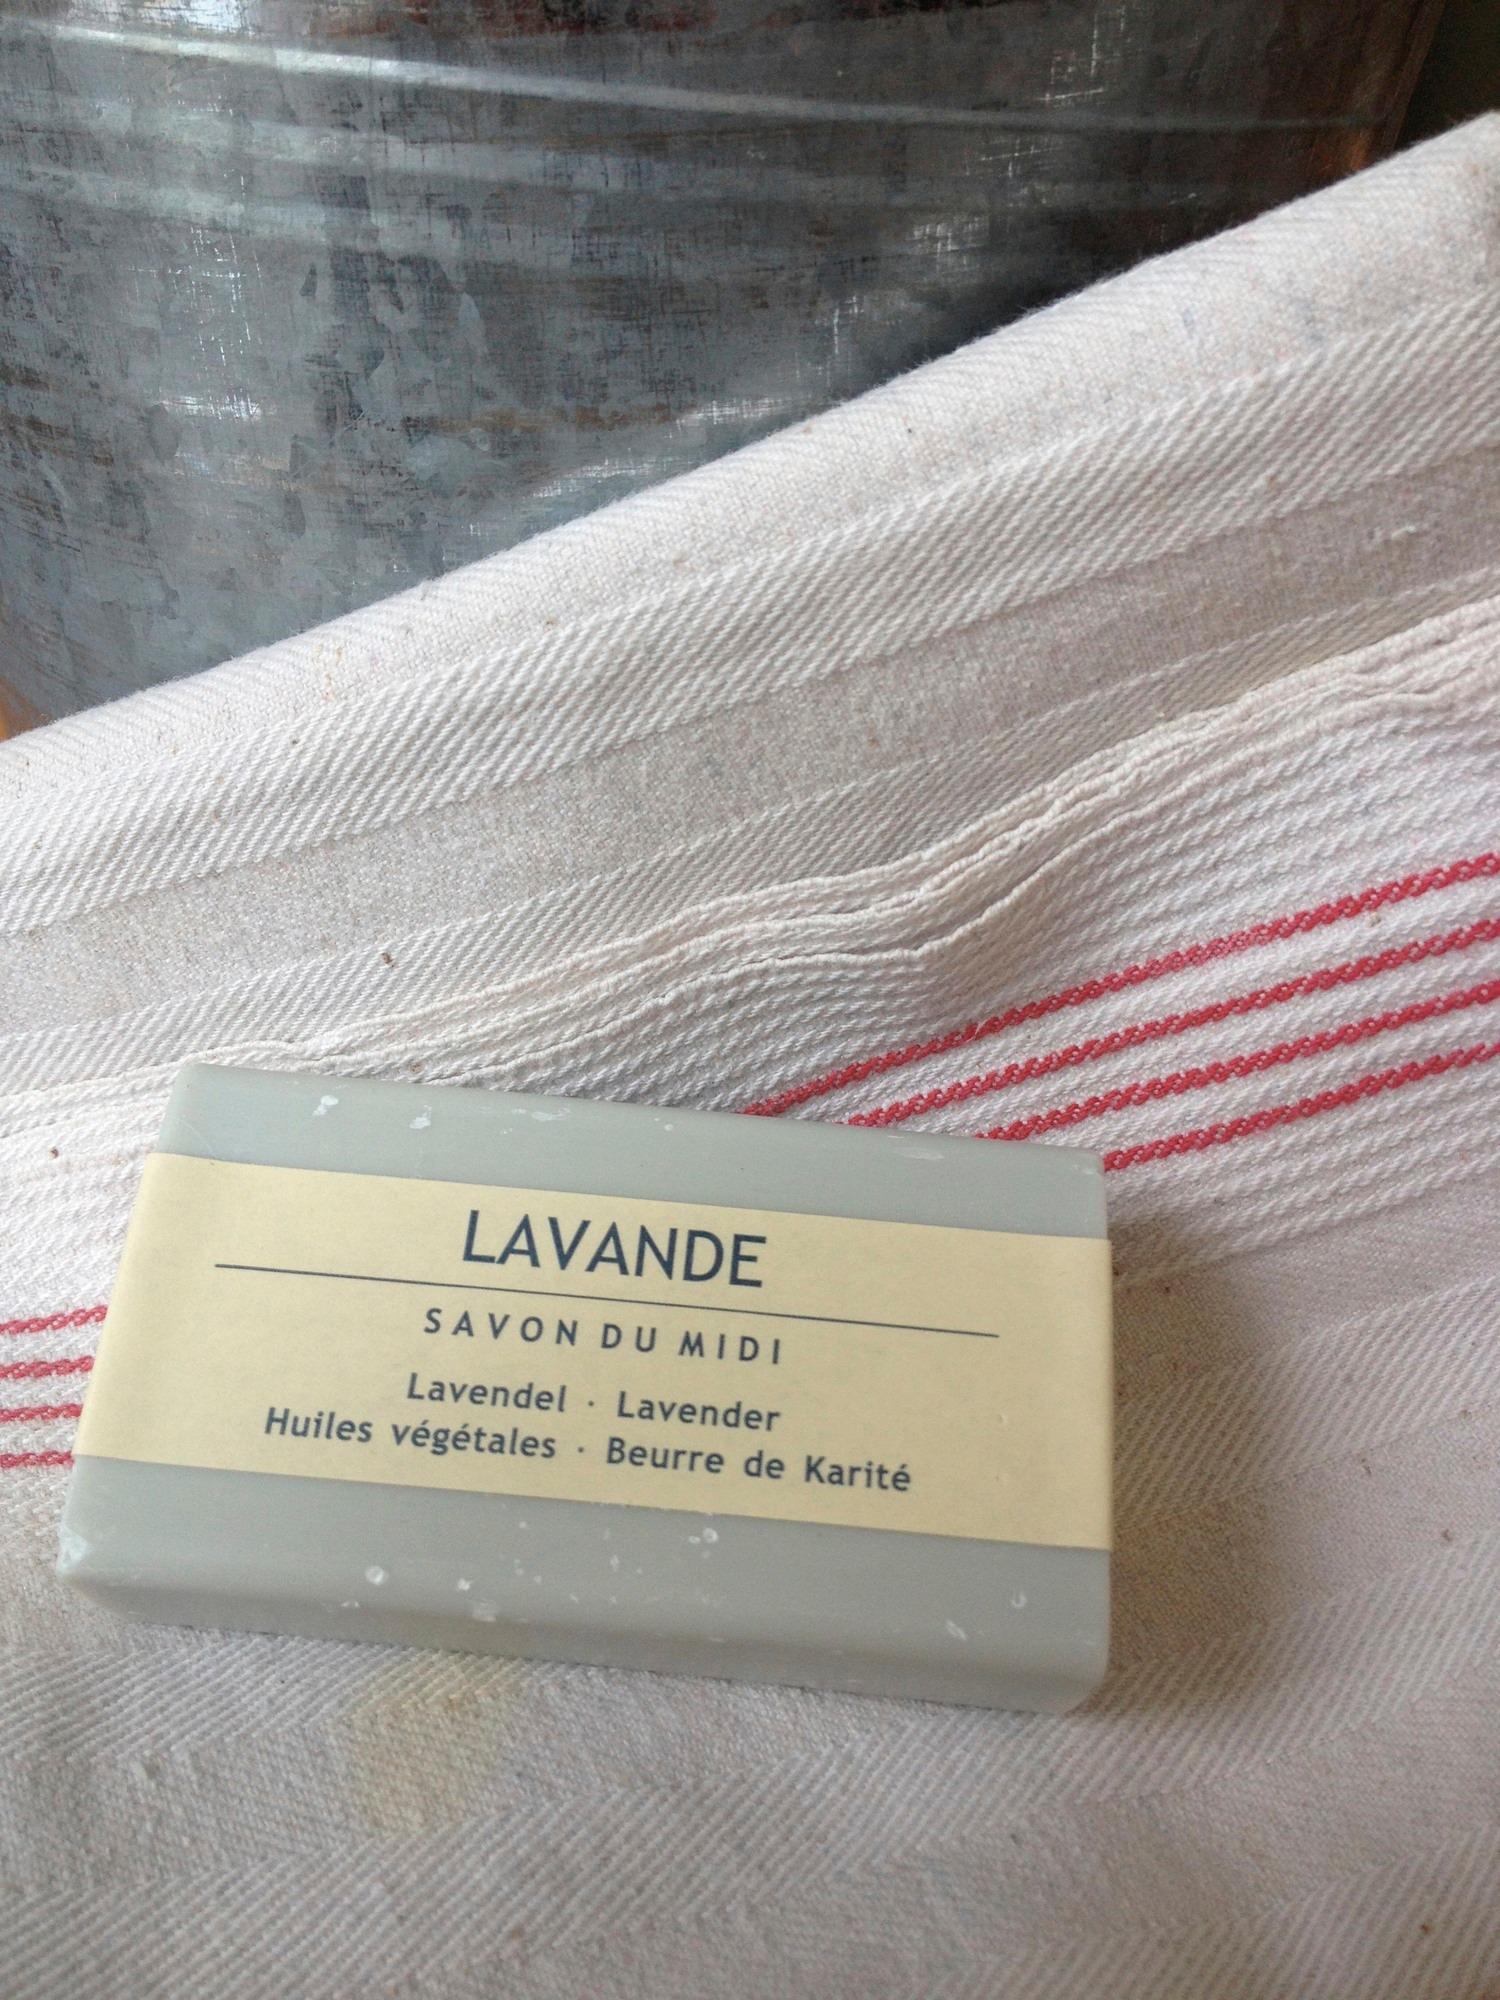 LAVANDE
SAVON DU MIDI
Lavendel · Lavender
Huiles végétales · Beurre de Karité